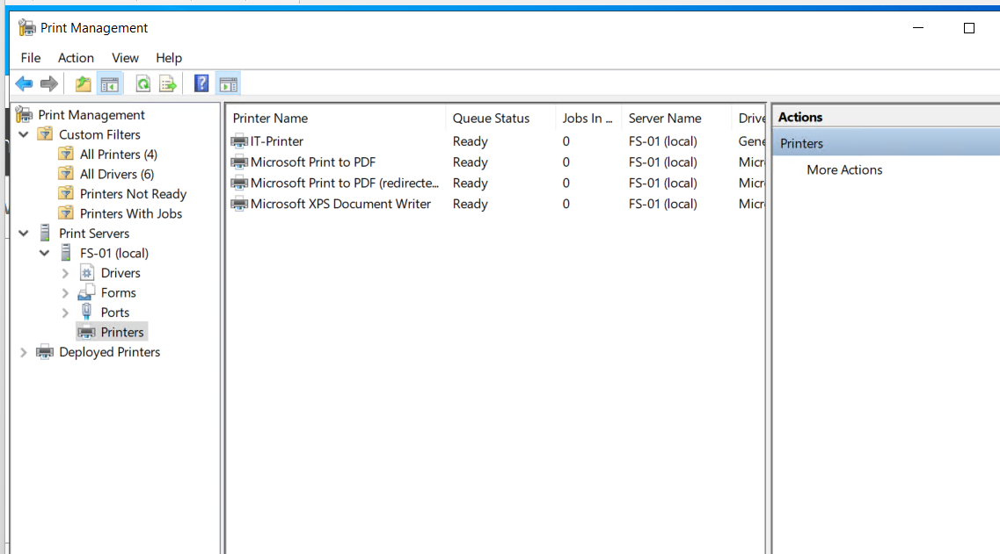 Print Management
File Action View Help
Print Management
Custom Filters
All Printers (4)
All Drivers (6)
Printers Not Ready
Printers With Jobs
Print Servers
FS-01 (local)
Drivers
Forms
Ports
Printers
Deployed Printers
Printer Name Queue Status Jobs In ... Server Name Drive
IT-Printer Ready 0 FS-01 (local) Gene
Microsoft Print to PDF Ready 0 FS-01 (local) Micr
Microsoft Print to PDF (redirecte... Ready 0 FS-01 (local) Micr
Microsoft XPS Document Writer Ready 0 FS-01 (local) Micr
Actions
Printers
More Actions